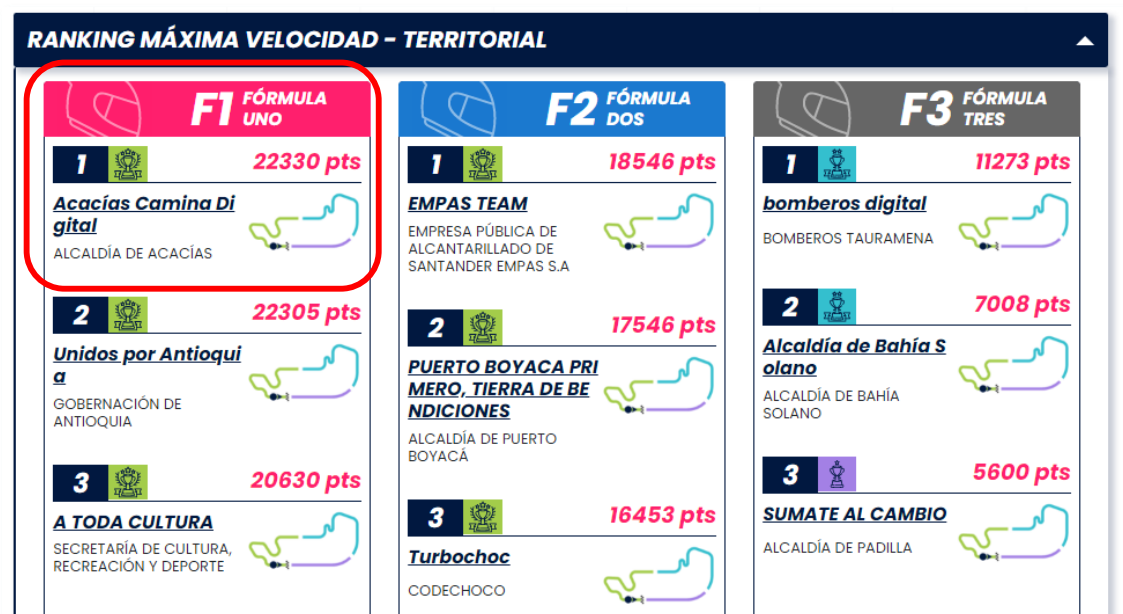 RANKING MÁXIMA VELOCIDAD - TERRITORIAL
F1 FÓRMULA
UNO
1 22330 pts
Acacías Camina Di
gital
ALCALDÍA DE ACACÍAS
2 22305 pts
Unidos por Antioqui
a
GOBERNACIÓN DE
ANTIOQUIA
3 20630 pts
A TODA CULTURA
SECRETARÍA DE CULTURA,
RECREACIÓN Y DEPORTE
F2 FÓRMULA
DOS
1 18546 pts
EMPAS TEAM
EMPRESA PÚBLICA DE
ALCANTARILLADO DE
SANTANDER EMPAS S.A
2 17546 pts
PUERTO BOYACA PRI
MERO, TIERRA DE BE
NDICIONES
ALCALDÍA DE PUERTO
BOYACÁ
3 16453 pts
Turbochoc
CODECHOCO
F3 FÓRMULA
TRES
1 11273 pts
bomberos digital
BOMBEROS TAURAMENA
2 7008 pts
Alcaldía de Bahía S
olano
ALCALDÍA DE BAHÍA
SOLANO
3 5600 pts
SUMATE AL CAMBIO
ALCALDÍA DE PADILLA